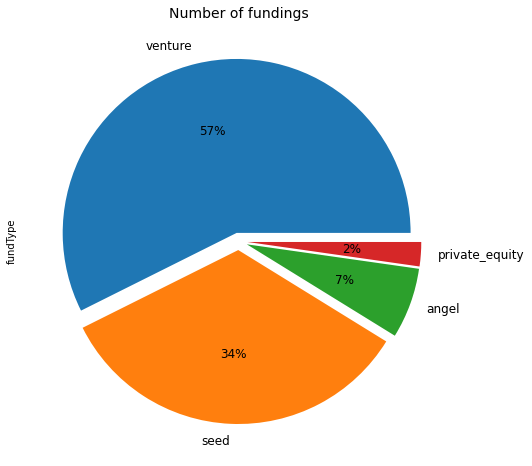 Number of fundings
venture
57%
fundType
2%
private_equity
7%
angel
34%
seed